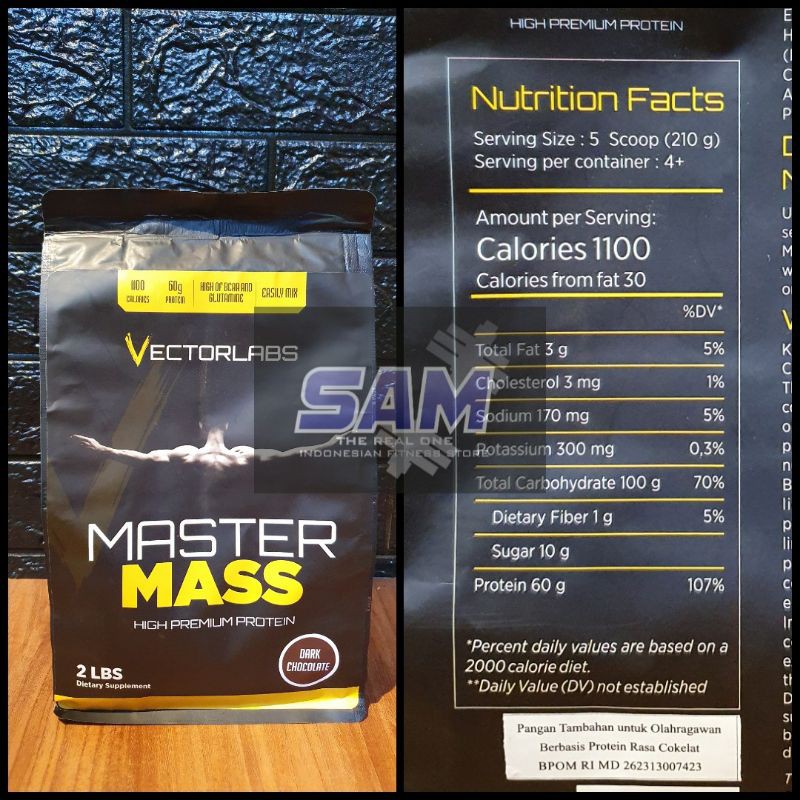 1100 CALORIES
60g PROTEIN
HIGH OF BCAA AND GLUTAMINE
EASILY MIX
VECTORLABS
MASTER
MASS
HIGH PREMIUM PROTEIN
DARK CHOCOLATE
2 LBS
Dietary Supplement
SAM
THE REAL ONE
INDONESIAN FITNESS STORE
HIGH PREMIUM PROTEIN
Nutrition Facts
Serving Size : 5 Scoop (210 g)
Serving per container : 4+
Amount per Serving:
Calories 1100
Calories from fat 30
%DV*
Total Fat 3 g 5%
Cholesterol 3 mg 1%
Sodium 170 mg 5%
Potassium 300 mg 0,3%
Total Carbohydrate 100 g 70%
Dietary Fiber 1 g 5%
Sugar 10 g
Protein 60 g 107%
*Percent daily values are based on a
2000 calorie diet.
**Daily Value (DV) not established
Pangan Tambahan untuk Olahragawan
Berbasis Protein Rasa Cokelat
BPOM RI MD 262313007423